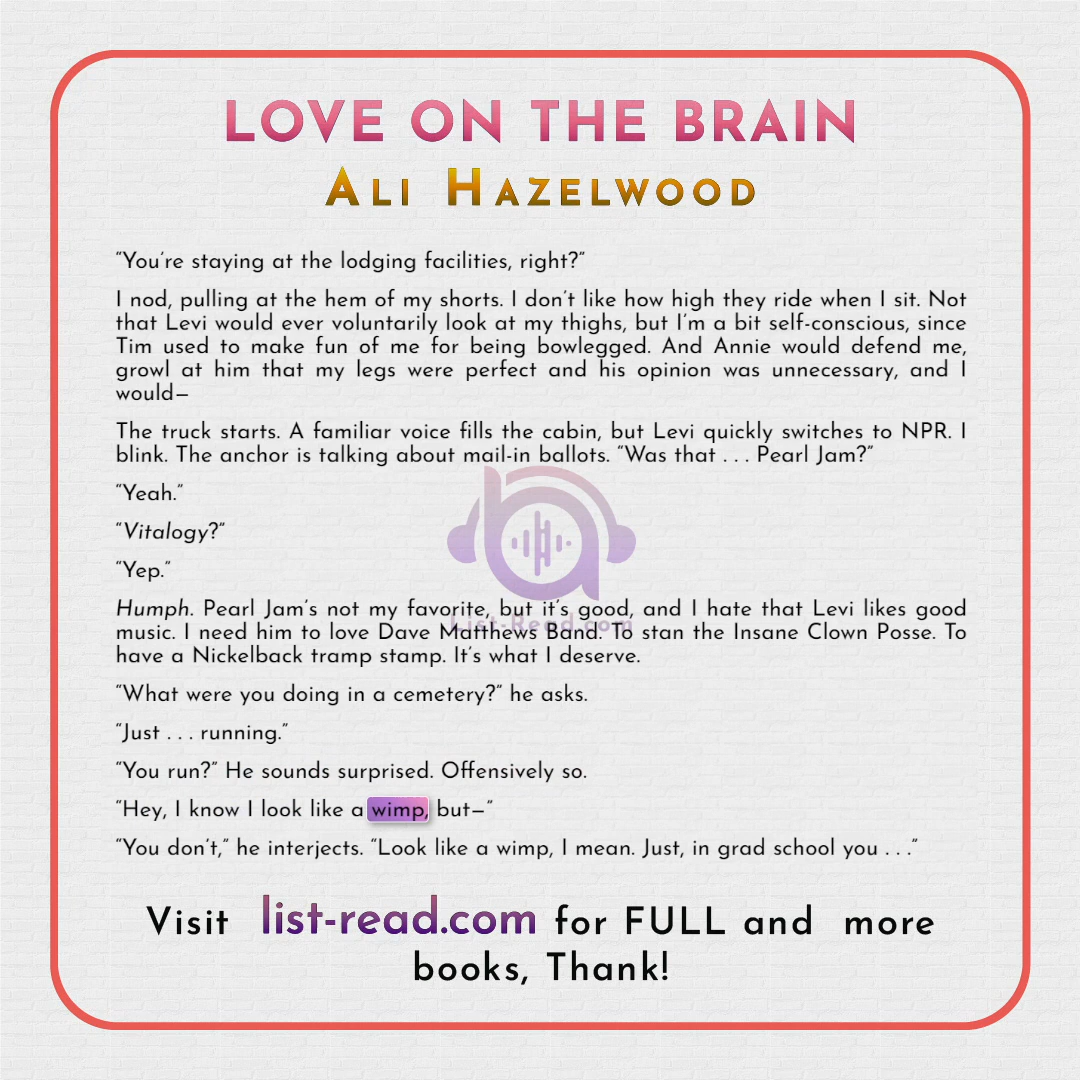 LOVE ON THE BRAIN
ALI HAZELWOOD
“You’re staying at the lodging facilities, right?”
I nod, pulling at the hem of my shorts. I don’t like how high they ride when I sit. Not
that Levi would ever voluntarily look at my thighs, but I’m a bit self-conscious, since
Tim used to make fun of me for being bowlegged. And Annie would defend me,
growl at him that my legs were perfect and his opinion was unnecessary, and I
would—
The truck starts. A familiar voice fills the cabin, but Levi quickly switches to NPR. I
blink. The anchor is talking about mail-in ballots. “Was that . . . Pearl Jam?”
“Yeah.”
“Vitalogy?”
“Yep.”
Humph. Pearl Jam’s not my favorite, but it’s good, and I hate that Levi likes good
List-Read.com
music. I need him to love Dave Matthews Band. To stan the Insane Clown Posse. To
have a Nickelback tramp stamp. It’s what I deserve.
“What were you doing in a cemetery?” he asks.
“Just . . . running.”
“You run?” He sounds surprised. Offensively so.
“Hey, I know I look like a wimp, but—”
“You don’t,” he interjects. “Look like a wimp, I mean. Just, in grad school you . . .”
Visit list-read.com for FULL and more
books, Thank!